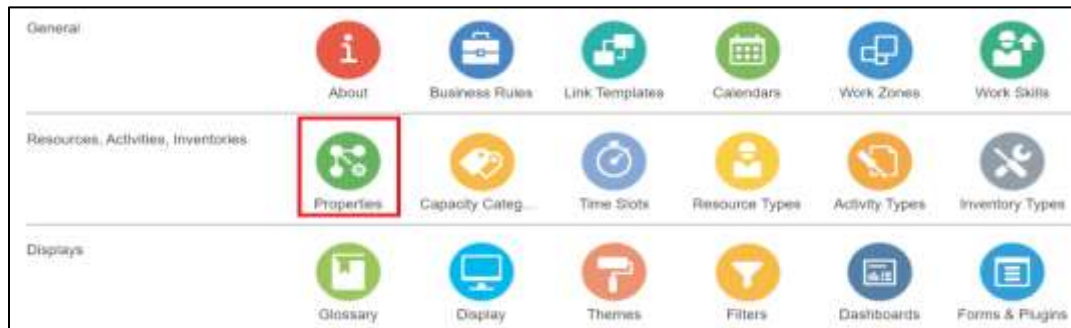 General
About
Business Rules
Link Templates
Calendars
Work Zones
Work Skills
Resources, Activities, Inventories
Properties
Capacity Categ...
Time Slots
Resource Types
Activity Types
Inventory Types
Displays
Glossary
Display
Themes
Filters
Dashboards
Forms & Plugins